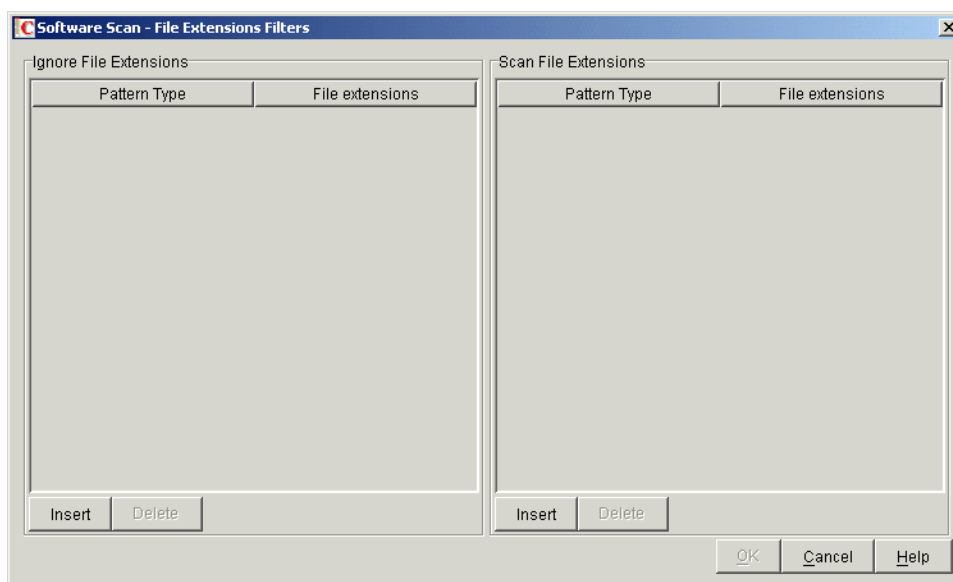 Software Scan - File Extensions Filters
Ignore File Extensions
Pattern Type File extensions
Insert Delete
Scan File Extensions
Pattern Type File extensions
Insert Delete
OK Cancel Help